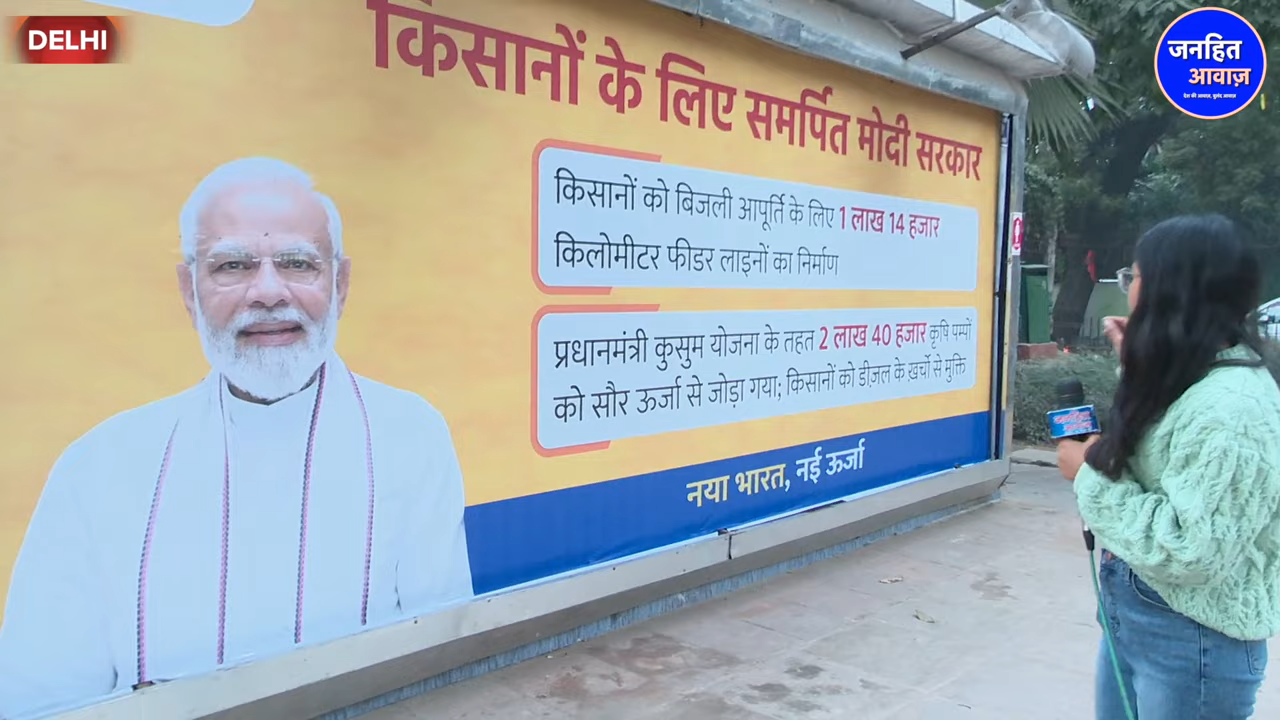 DELHI
जनहित
आवाज़
किसानों के लिए समर्पित मोदी सरकार
किसानों को बिजली आपूर्ति के लिए 1 लाख 14 हजार
किलोमीटर फीडर लाइनों का निर्माण
प्रधानमंत्री कुसुम योजना के तहत 2 लाख 40 हजार कृषि पम्पों
को सौर ऊर्जा से जोड़ा गया; किसानों को डीज़ल के ख़र्चों से मुक्ति
नया भारत, नई ऊर्जा